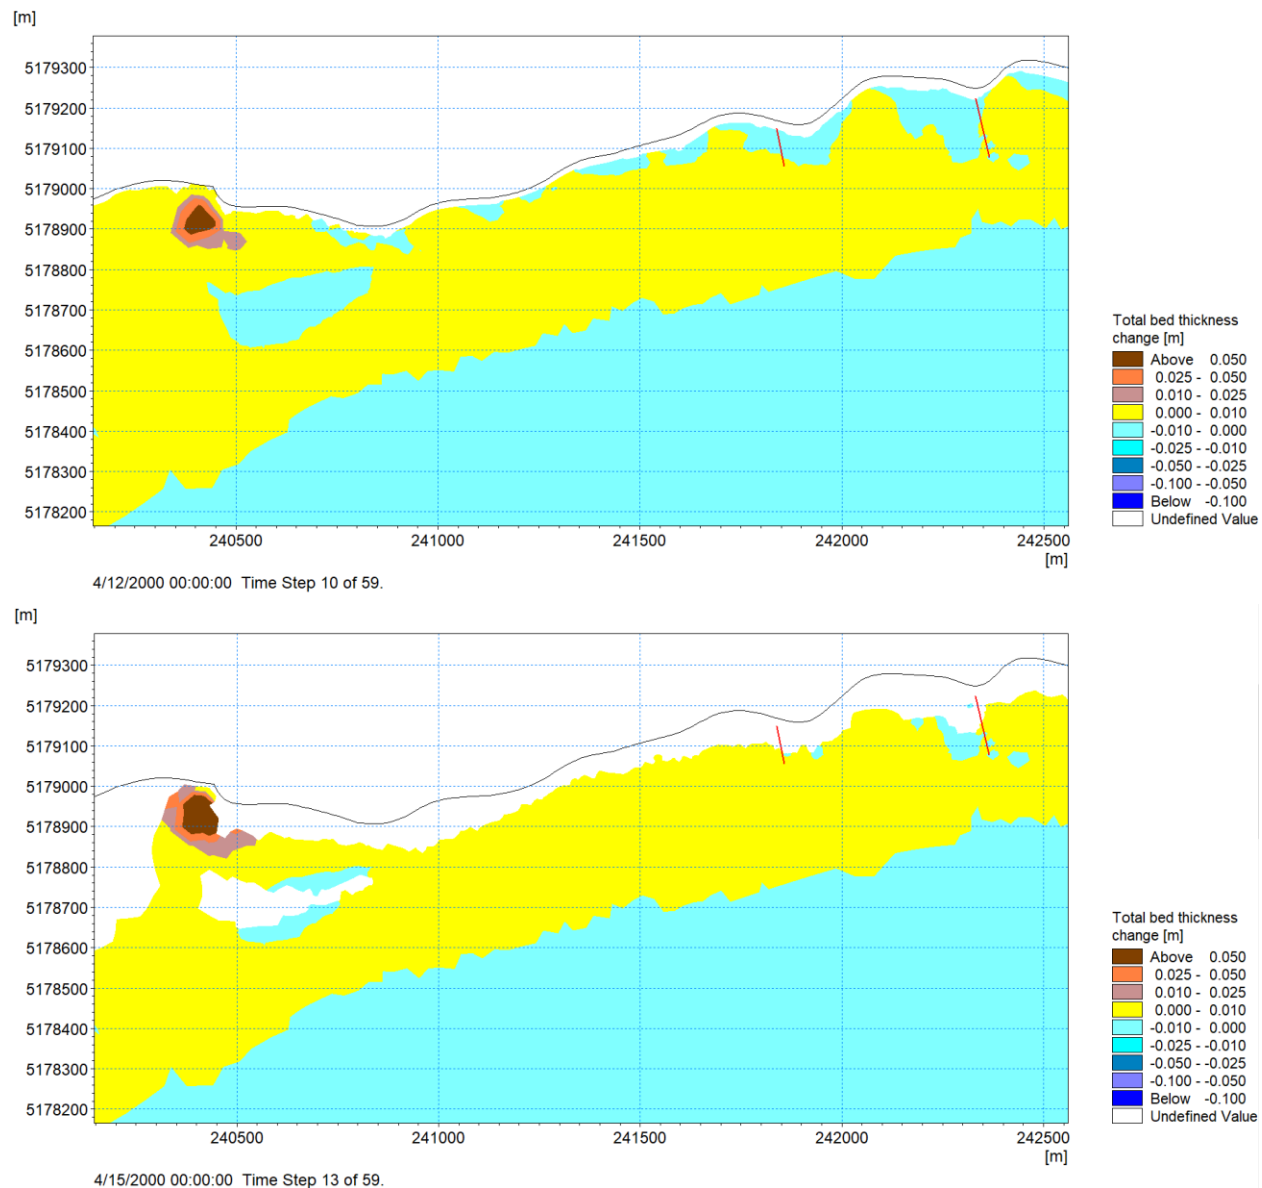 [m]
5179300
5179200
5179100
5179000
5178900
5178800
5178700
5178600
5178500
5178400
5178300
5178200
240500 241000 241500 242000 242500
[m]
4/12/2000 00:00:00 Time Step 10 of 59.
Total bed thickness
change [m]
Above 0.050
0.025 - 0.050
0.010 - 0.025
0.000 - 0.010
-0.010 - 0.000
-0.025 - -0.010
-0.050 - -0.025
-0.100 - -0.050
Below -0.100
Undefined Value
[m]
5179300
5179200
5179100
5179000
5178900
5178800
5178700
5178600
5178500
5178400
5178300
5178200
240500 241000 241500 242000 242500
[m]
4/15/2000 00:00:00 Time Step 13 of 59.
Total bed thickness
change [m]
Above 0.050
0.025 - 0.050
0.010 - 0.025
0.000 - 0.010
-0.010 - 0.000
-0.025 - -0.010
-0.050 - -0.025
-0.100 - -0.050
Below -0.100
Undefined Value